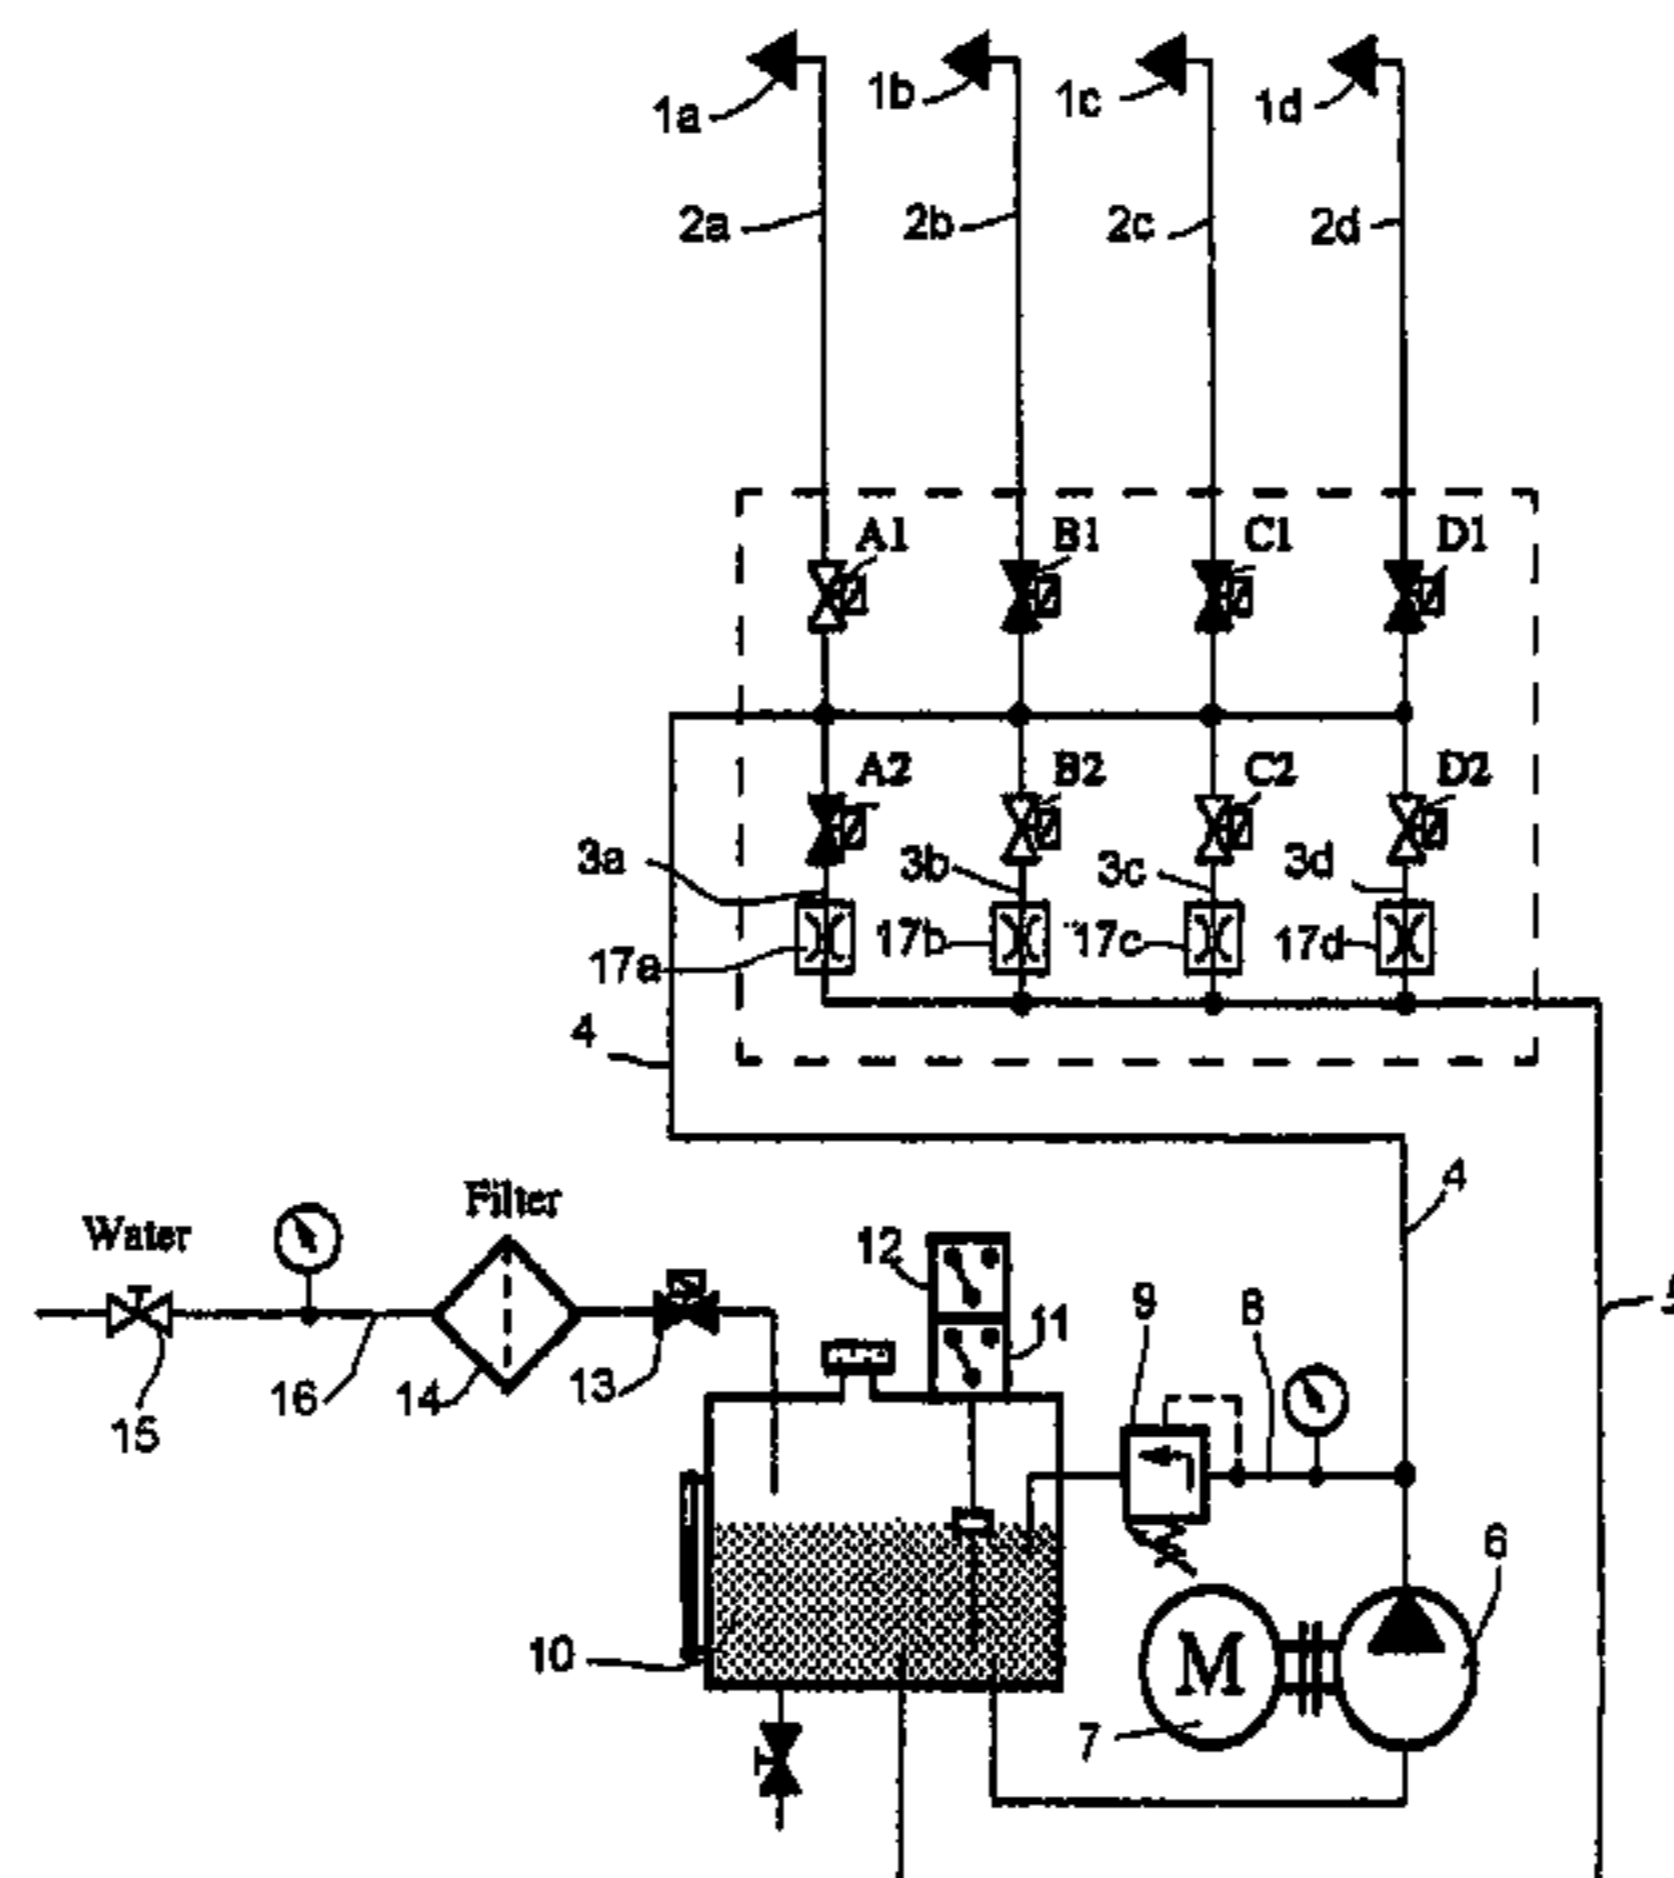 1a 1b 1c 1d
2a 2b 2c 2d
A1 B1 C1 D1
A2 B2 C2 D2
3a 3b 3c 3d
17a 17b 17c 17d
4
4
Filter
Water
12
11
9 8
5
15 16 14 13
6
10
M
7